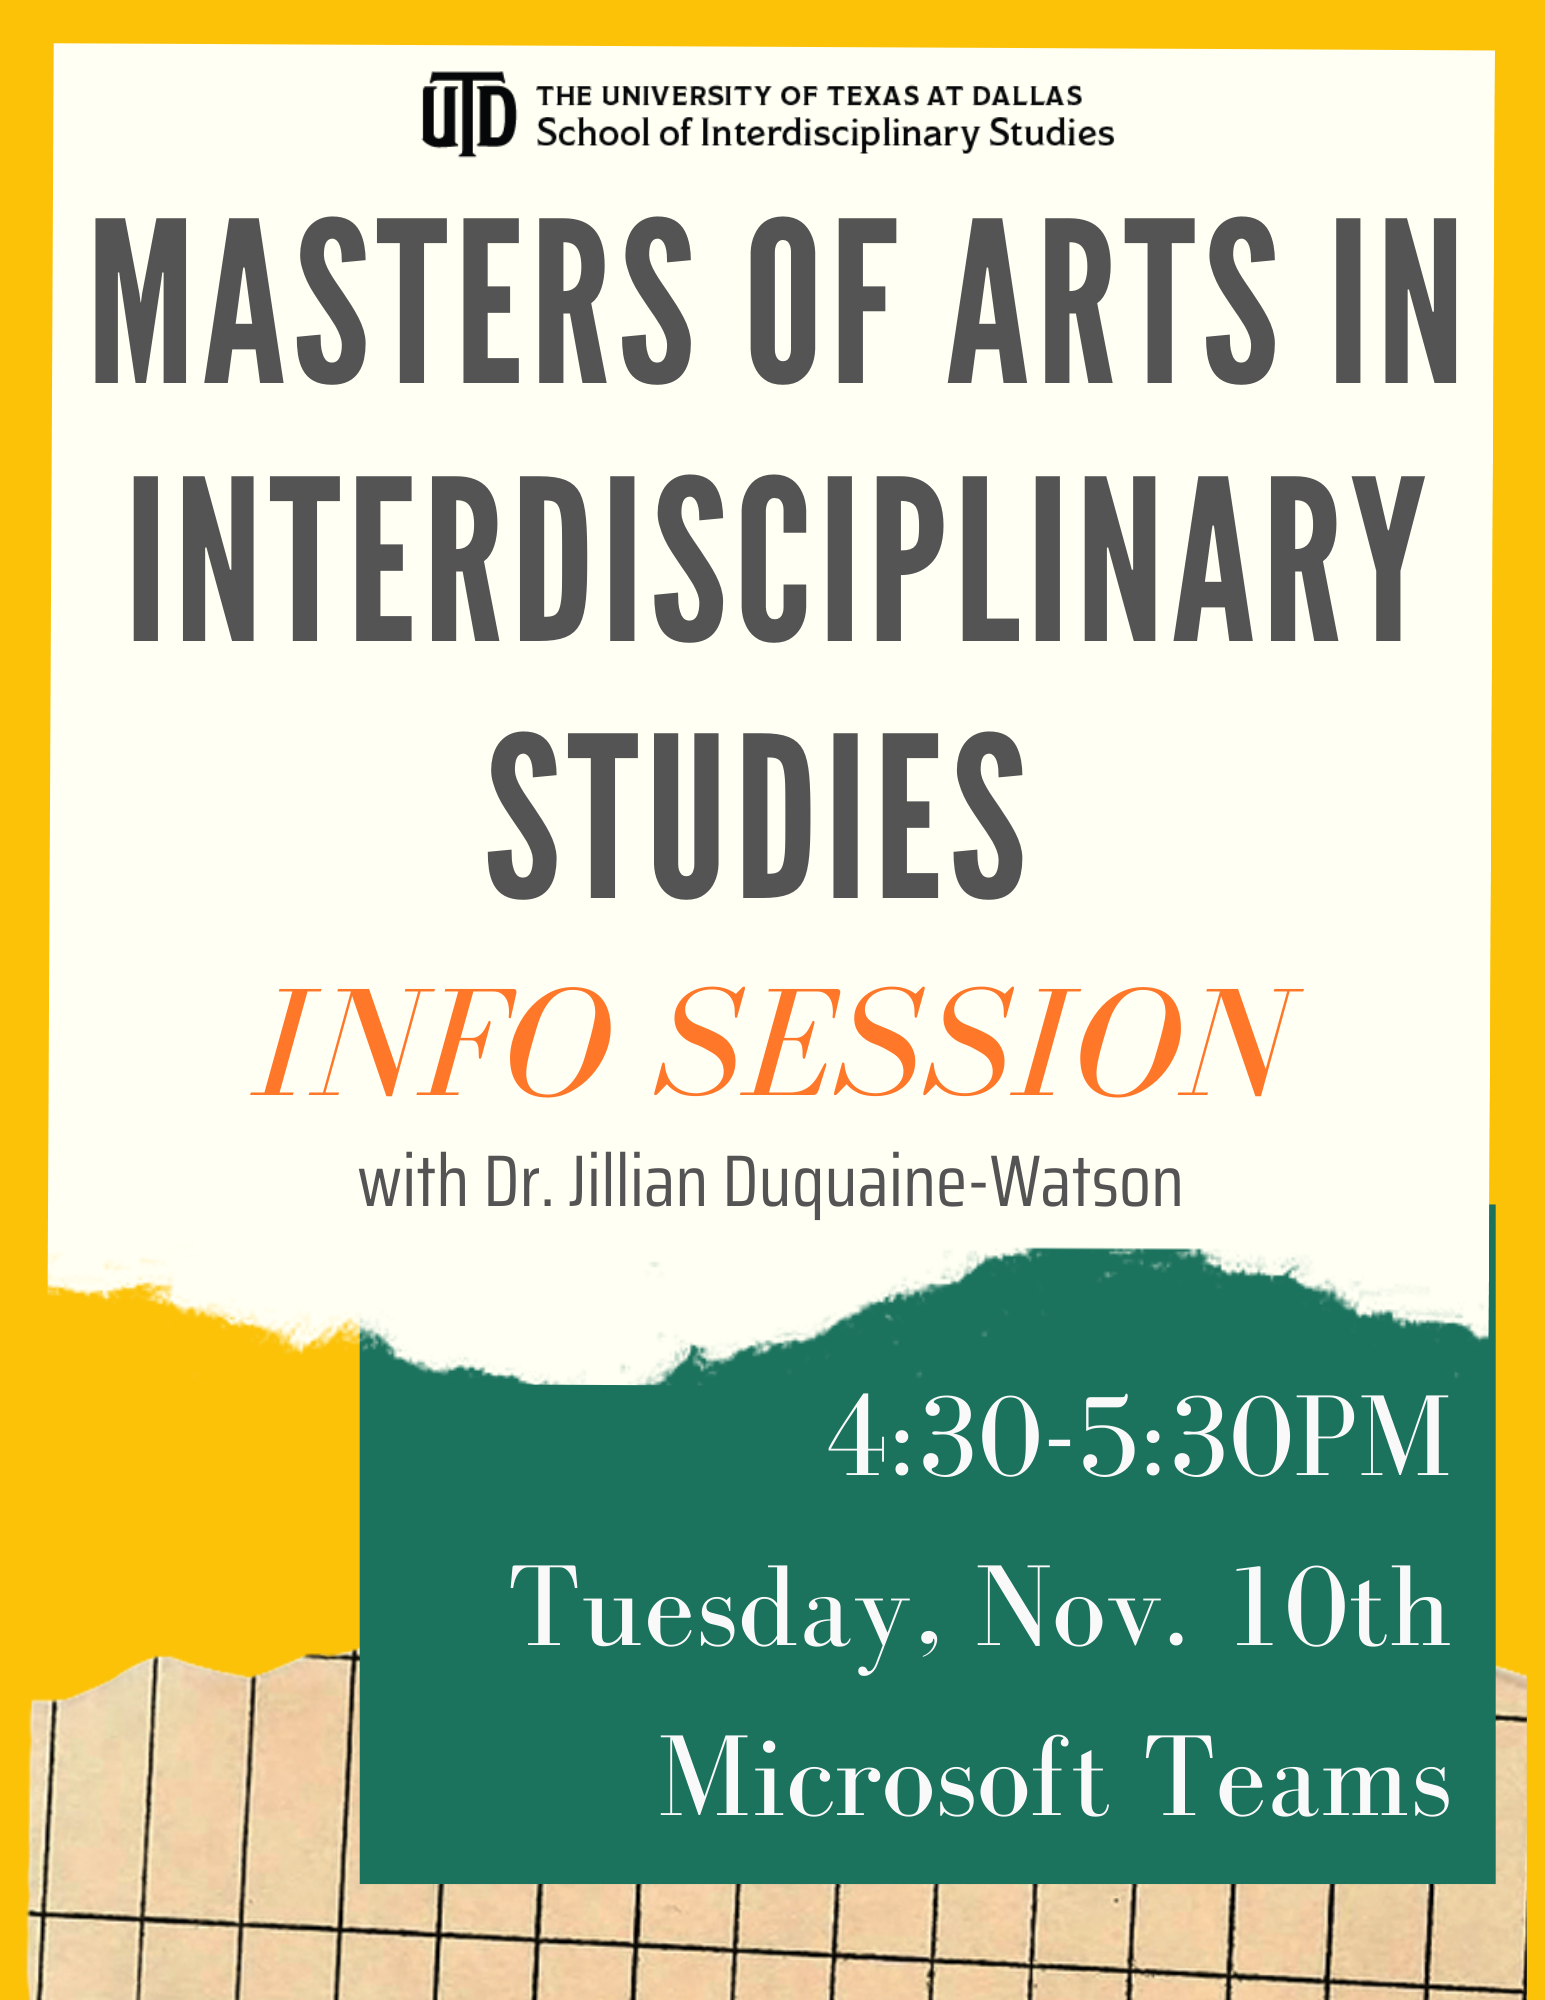 UTD
THE UNIVERSITY OF TEXAS AT DALLAS
School of Interdisciplinary Studies
MASTERS OF ARTS IN
INTERDISCIPLINARY
STUDIES
INFO SESSION
with Dr. Jillian Duquaine-Watson
4:30-5:30PM
Tuesday, Nov. 10th
Microsoft Teams